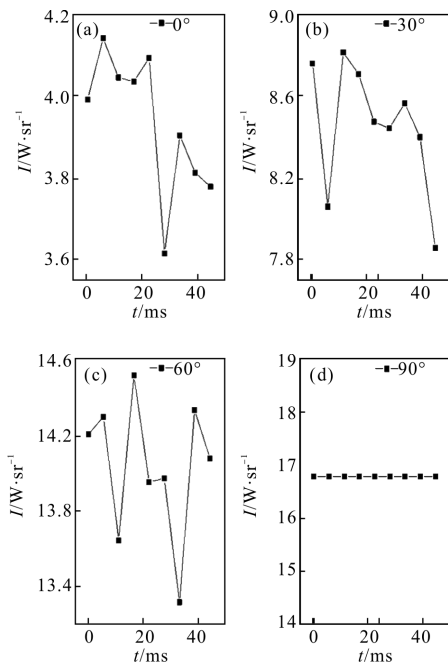 (a) -■-0°
4.2
4.0
3.8
3.6
I/W·sr⁻¹
0 20 40
t/ms
(b) -■-30°
9.0
8.6
8.2
7.8
I/W·sr⁻¹
0 20 40
t/ms
(c) -■-60°
14.6
14.2
13.8
13.4
I/W·sr⁻¹
0 20 40
t/ms
(d) -■-90°
19
18
17
16
15
14
I/W·sr⁻¹
0 20 40
t/ms